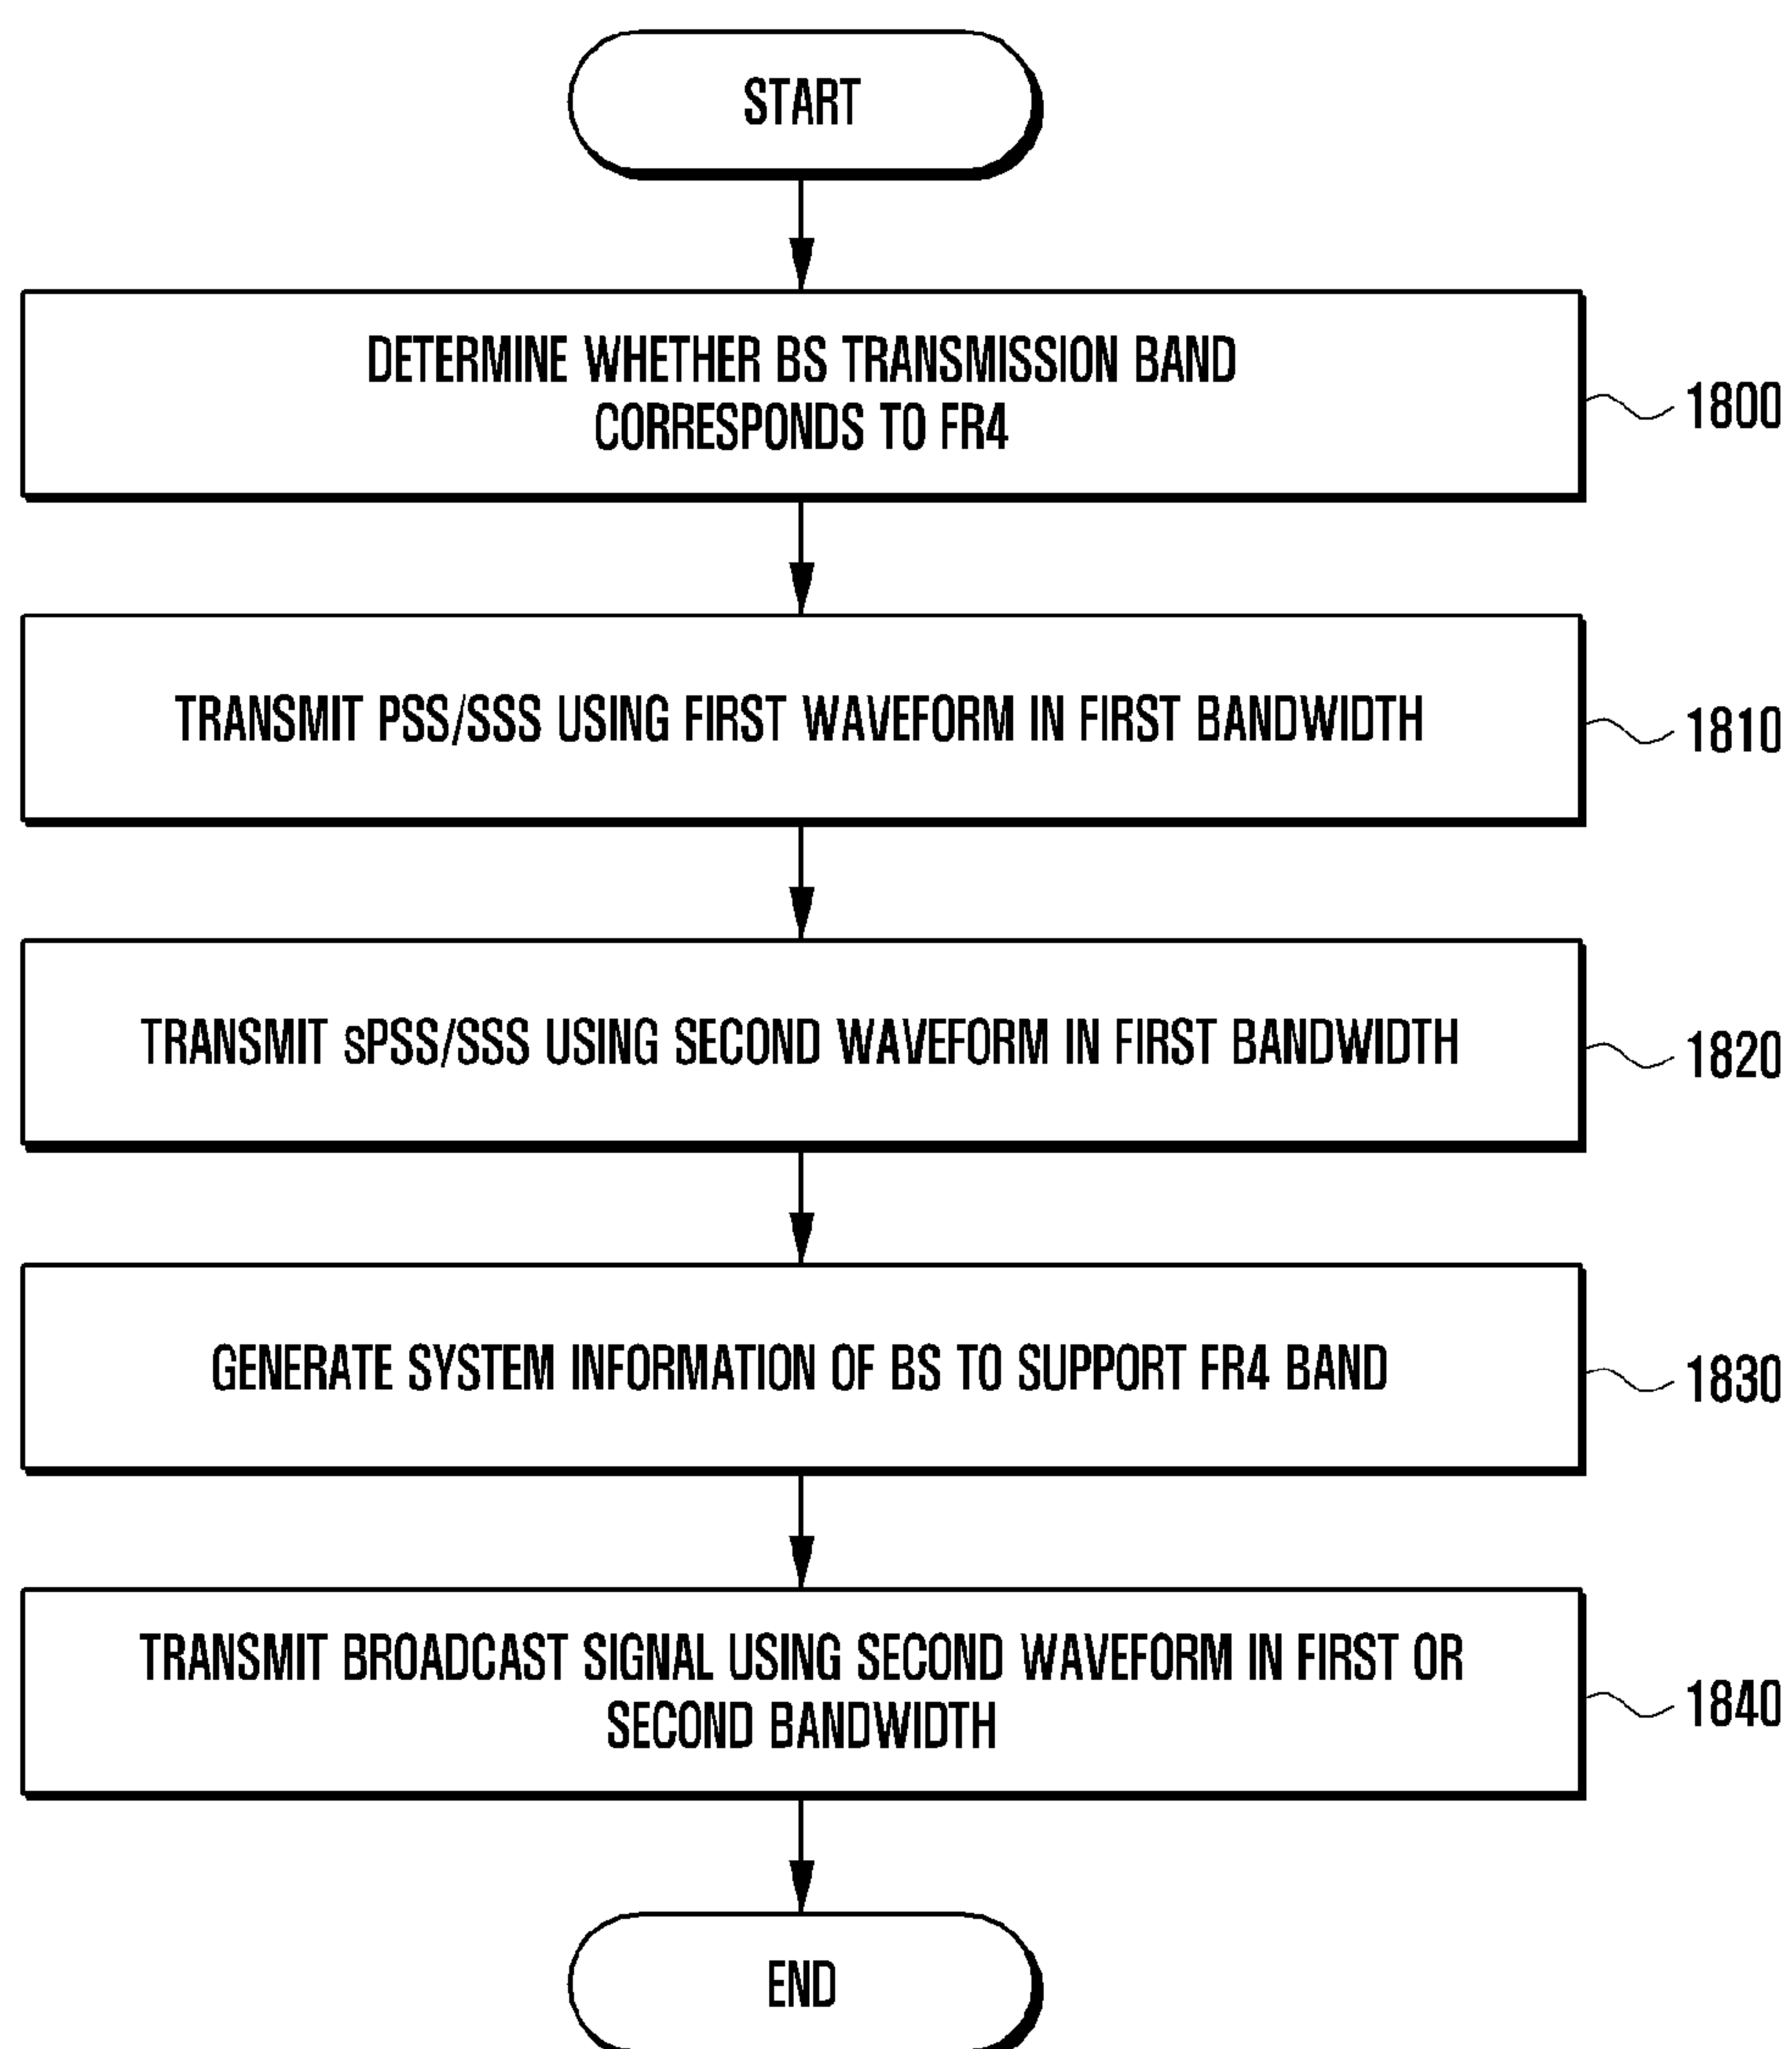 START
DETERMINE WHETHER BS TRANSMISSION BAND
CORRESPONDS TO FR4
1800
TRANSMIT PSS/SSS USING FIRST WAVEFORM IN FIRST BANDWIDTH
1810
TRANSMIT sPSS/SSS USING SECOND WAVEFORM IN FIRST BANDWIDTH
1820
GENERATE SYSTEM INFORMATION OF BS TO SUPPORT FR4 BAND
1830
TRANSMIT BROADCAST SIGNAL USING SECOND WAVEFORM IN FIRST OR
SECOND BANDWIDTH
1840
END